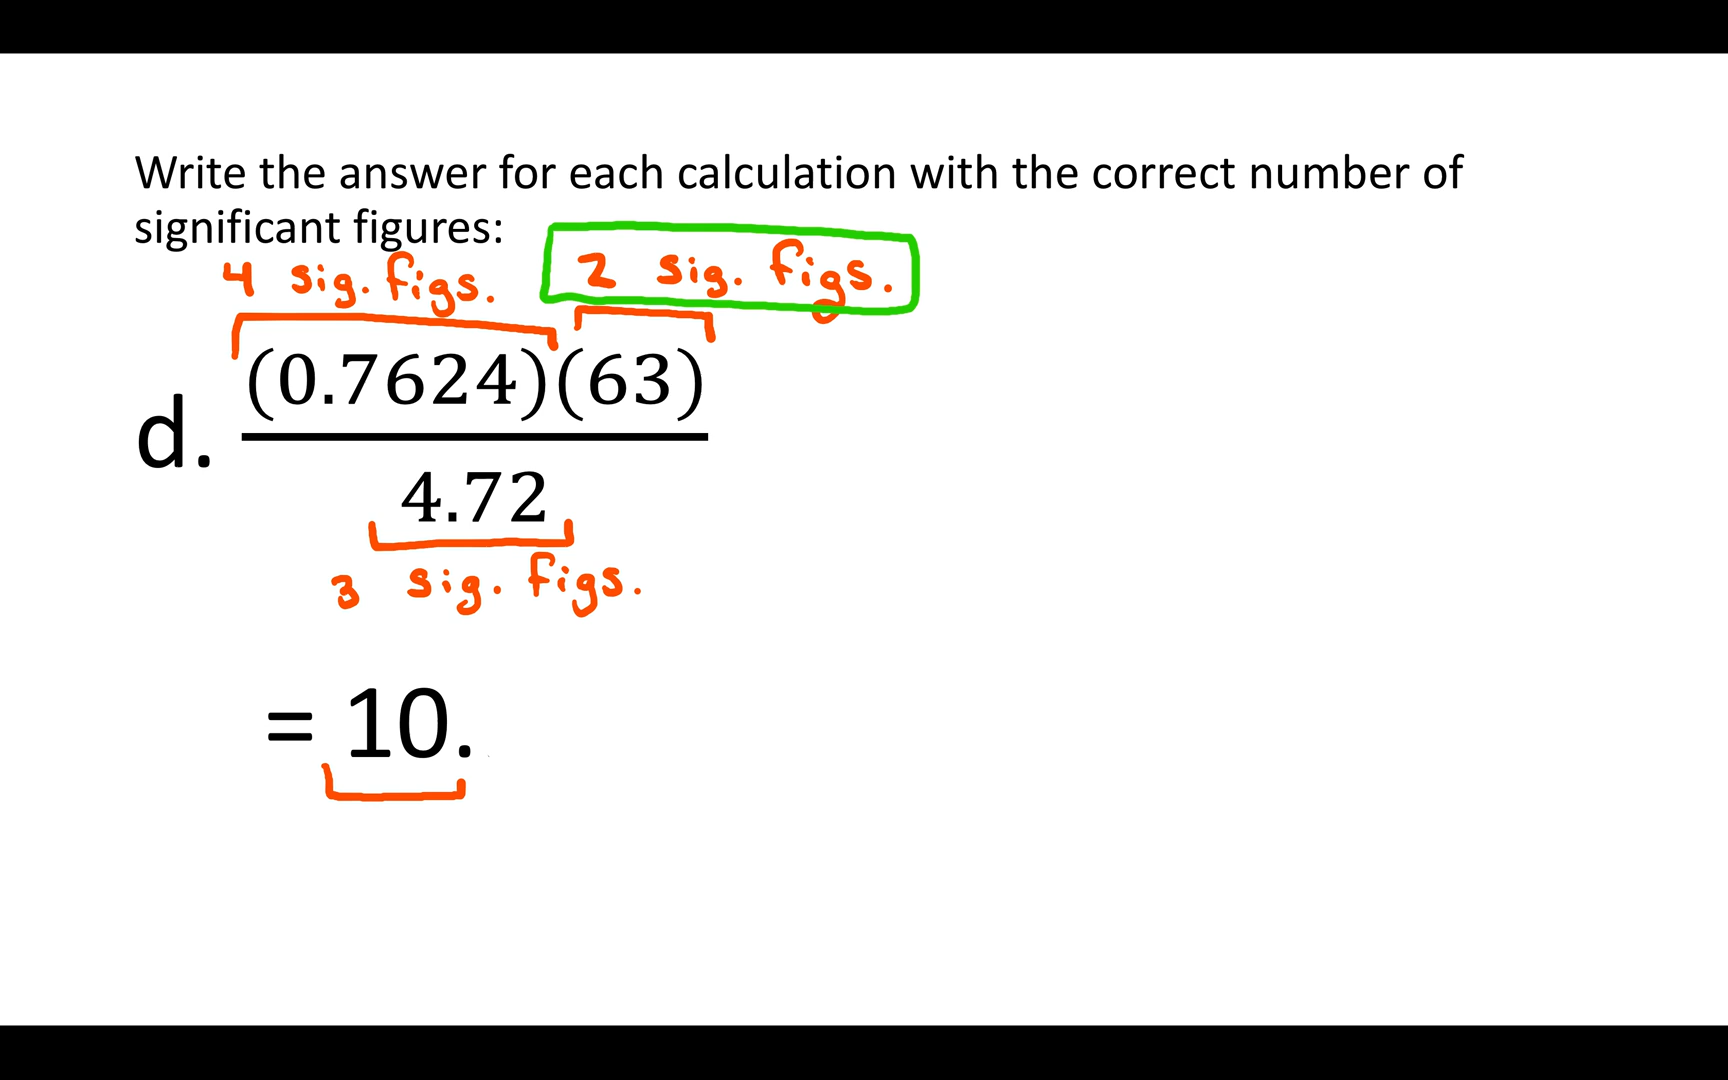 Write the answer for each calculation with the correct number of
significant figures:
4 sig. figs. 2 sig. figs.
(0.7624)(63)
d.
4.72
3 sig. figs.
= 10.